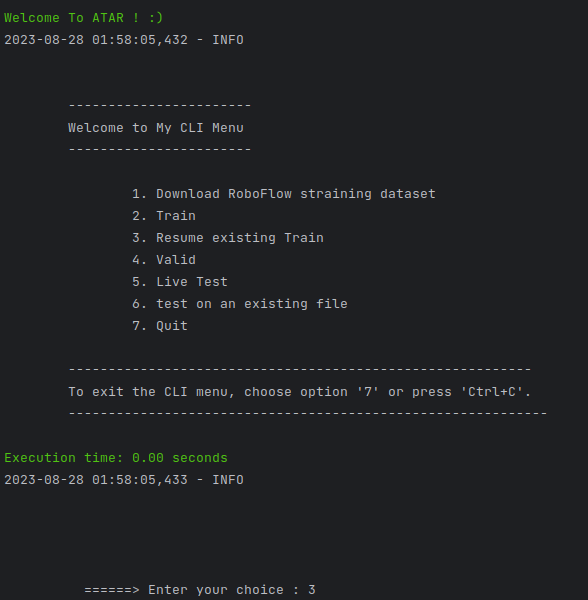 Welcome To ATAR ! :)
2023-08-28 01:58:05,432 - INFO
-----------------------
Welcome to My CLI Menu
-----------------------
1. Download RoboFlow straining dataset
2. Train
3. Resume existing Train
4. Valid
5. Live Test
6. test on an existing file
7. Quit
----------------------------------------------------------
To exit the CLI menu, choose option '7' or press 'Ctrl+C'.
------------------------------------------------------------
Execution time: 0.00 seconds
2023-08-28 01:58:05,433 - INFO
======> Enter your choice : 3